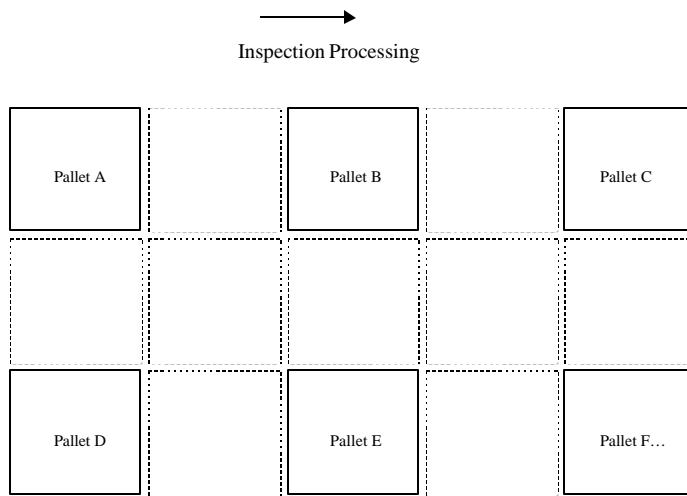 Inspection Processing
Pallet A
Pallet B
Pallet C
Pallet D
Pallet E
Pallet F…